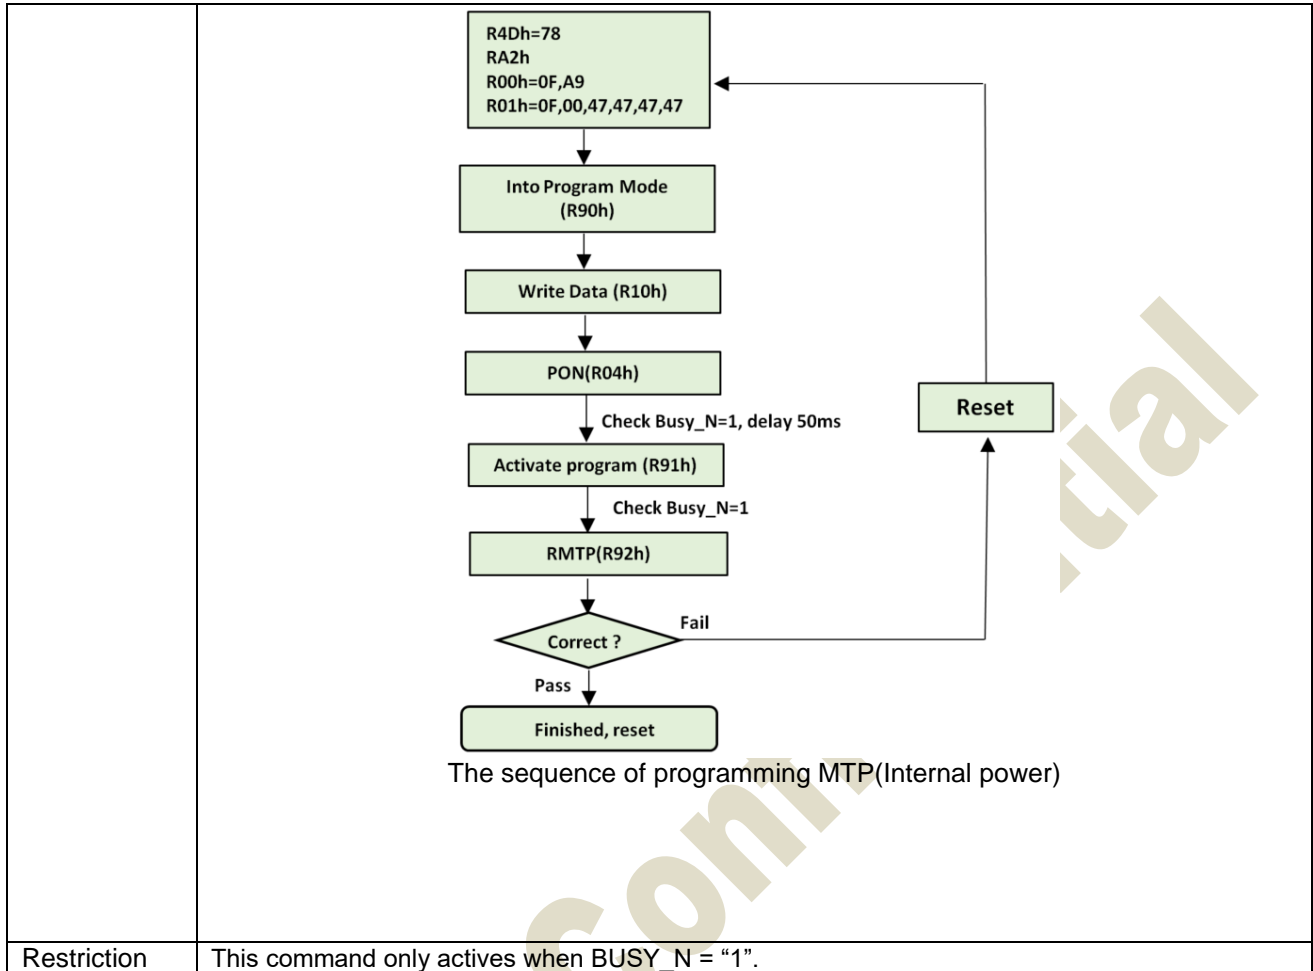 R4Dh=78
RA2h
R00h=0F,A9
R01h=0F,00,47,47,47,47
Into Program Mode
(R90h)
Write Data (R10h)
PON(R04h)
Check Busy_N=1, delay 50ms
Activate program (R91h)
Check Busy_N=1
RMTP(R92h)
Correct ?
Fail
Pass
Finished, reset
Reset
The sequence of programming MTP(Internal power)
Restriction
This command only actives when BUSY_N = “1”.